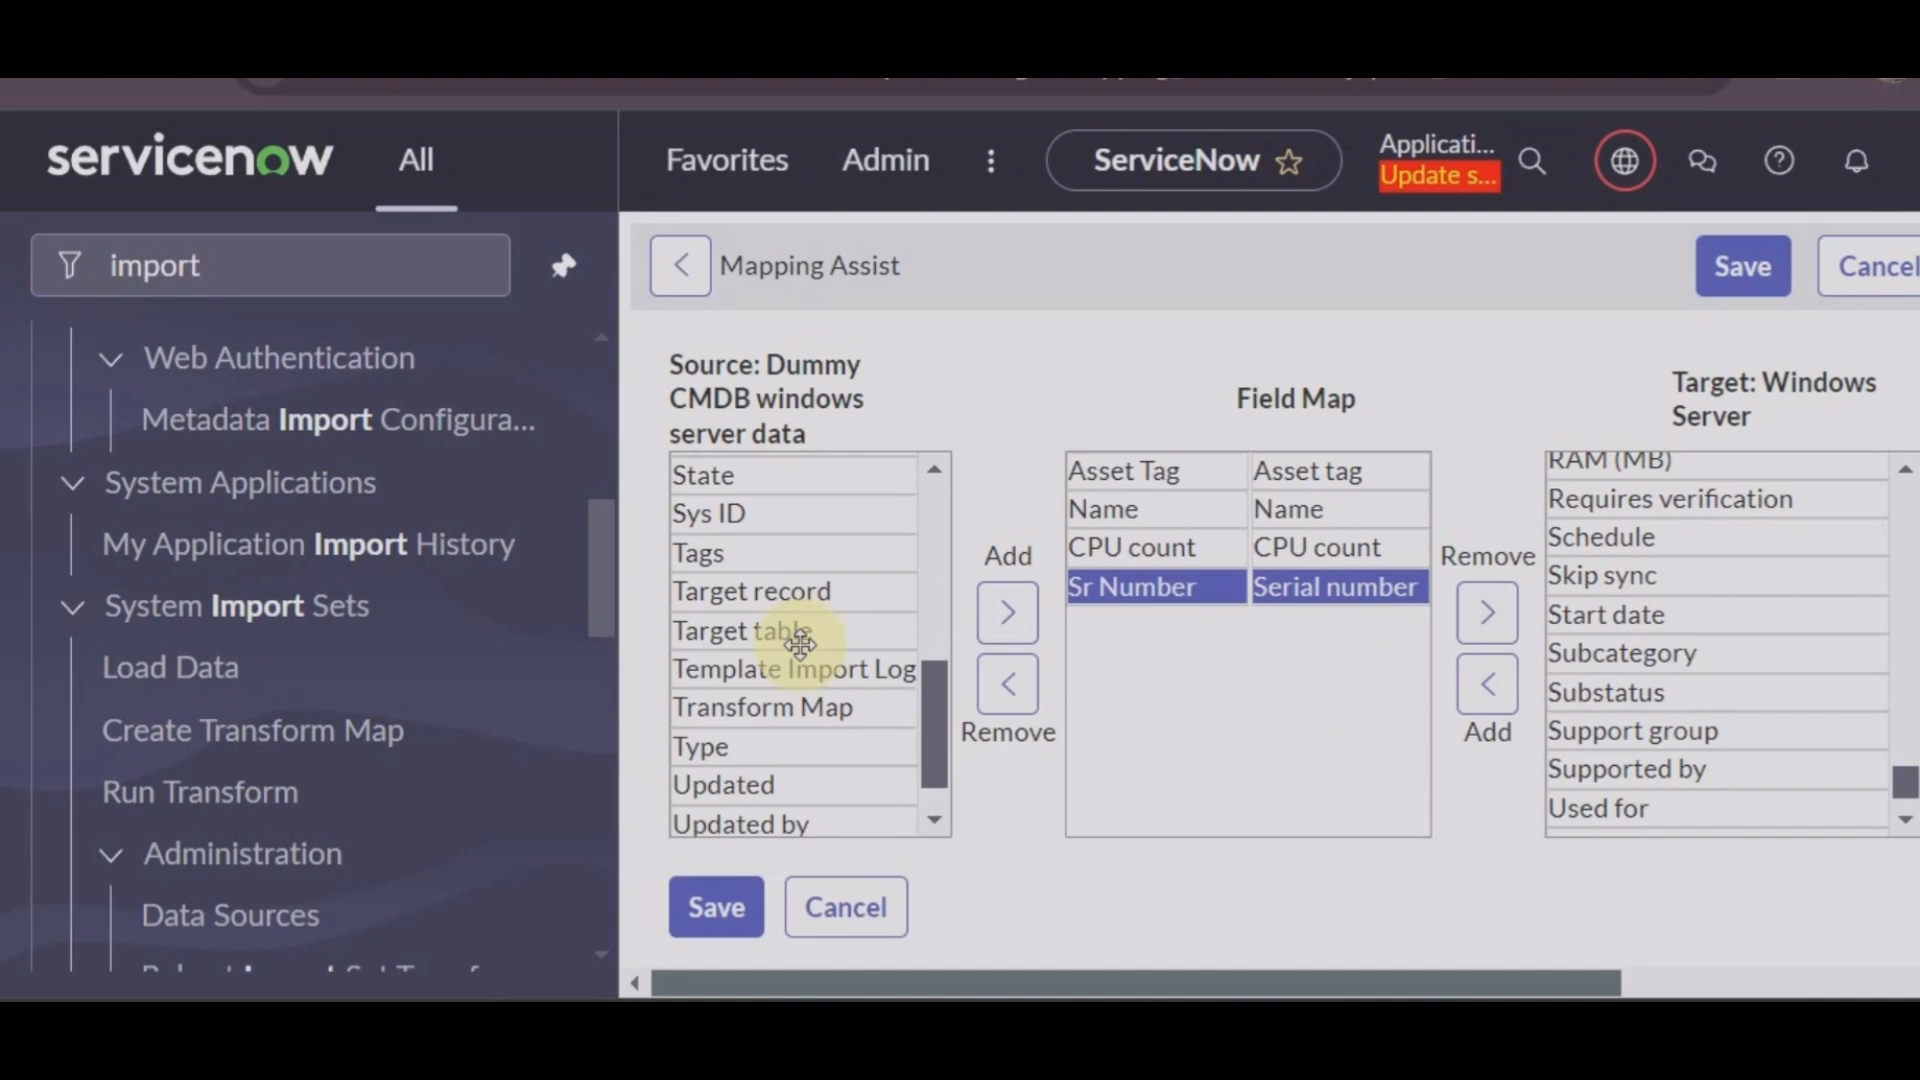 servicenow
All
Favorites
Admin
ServiceNow
Applicati...
Update s...
import
Web Authentication
Metadata Import Configura...
System Applications
My Application Import History
System Import Sets
Load Data
Create Transform Map
Run Transform
Administration
Data Sources
Mapping Assist
Save
Cancel
Source: Dummy
CMDB windows
server data
State
Sys ID
Tags
Target record
Target table
Template Import Log
Transform Map
Type
Updated
Updated by
Add
Remove
Field Map
Asset Tag Asset tag
Name Name
CPU count CPU count
Sr Number Serial number
Remove
Add
Target: Windows
Server
RAM (MB)
Requires verification
Schedule
Skip sync
Start date
Subcategory
Substatus
Support group
Supported by
Used for
Save
Cancel